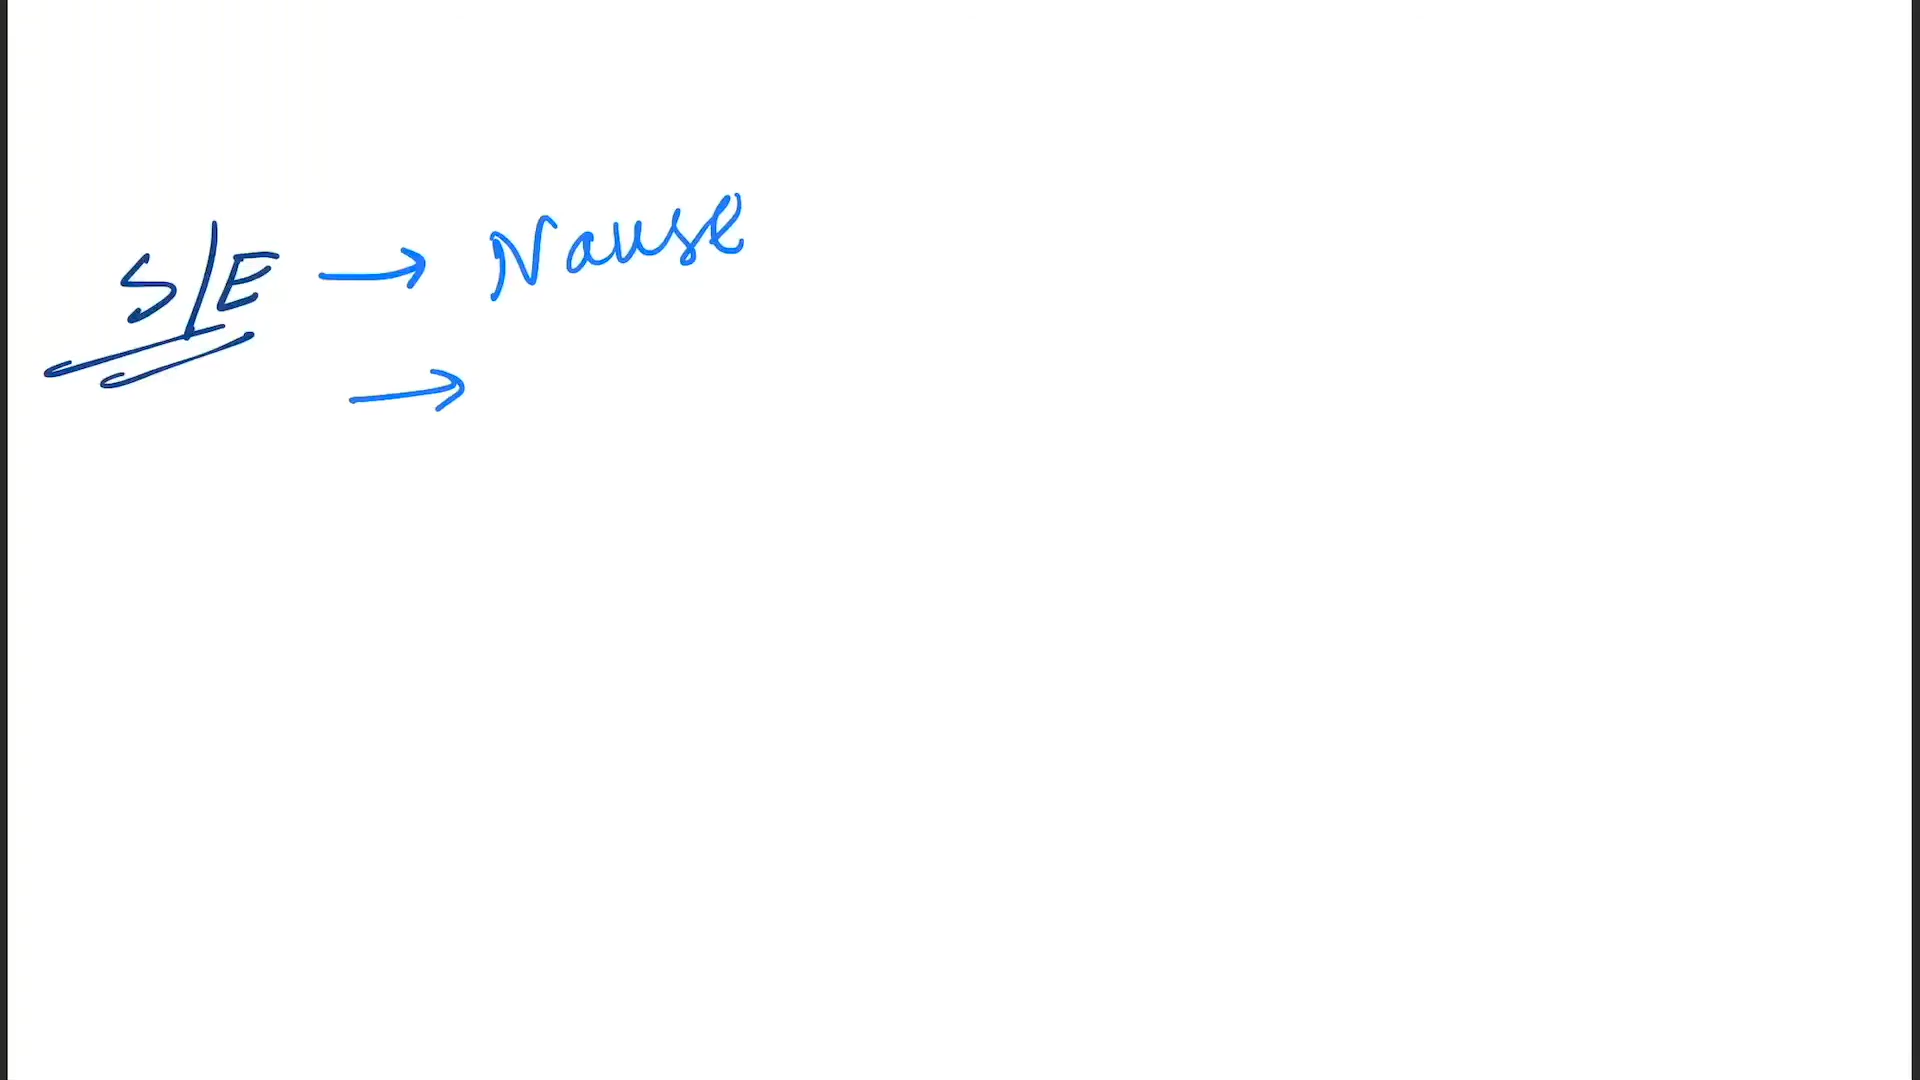 S/E → Nause
→